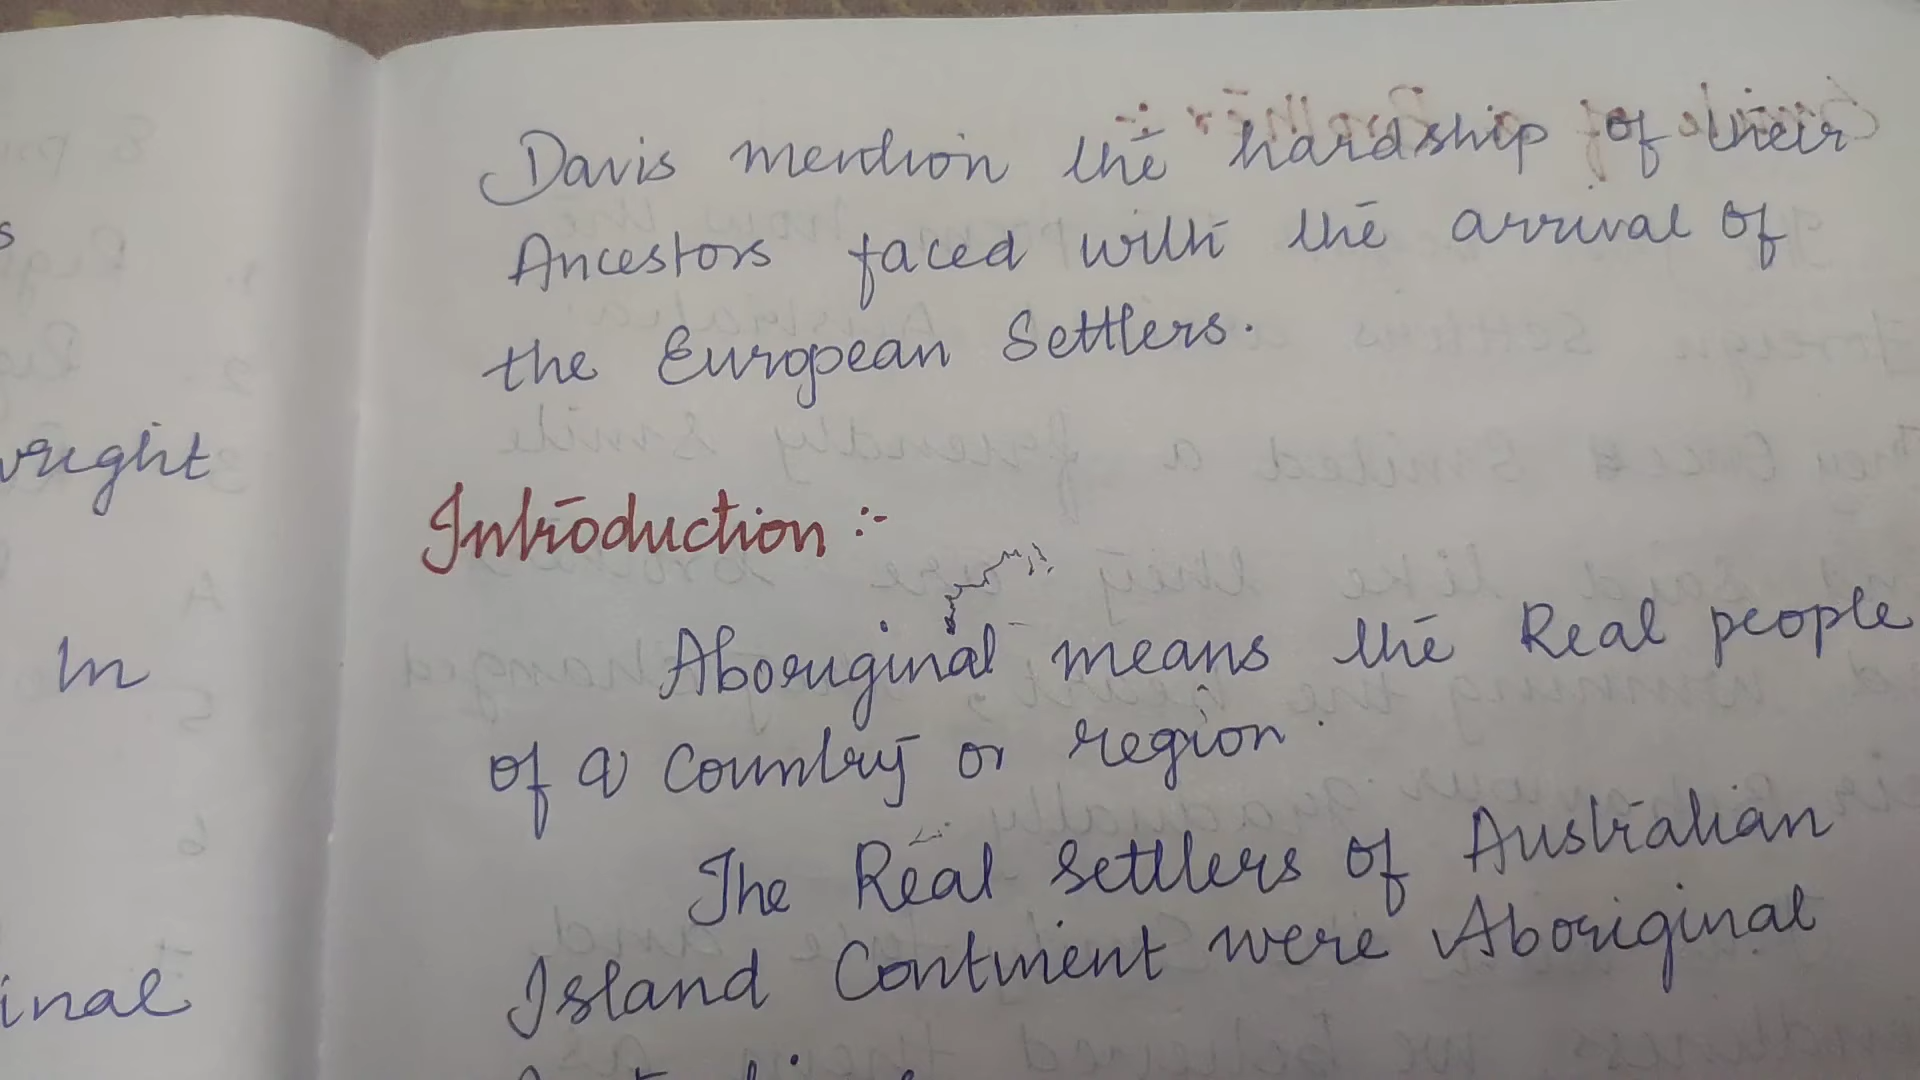 Davis mention the hardship of their
Ancestors faced with the arrival of
the European Settlers.
Introduction :-
Aboriginal means the Real people
of a Country or region.
The Real Settlers of Australian
Island Continent were Aboriginal
In